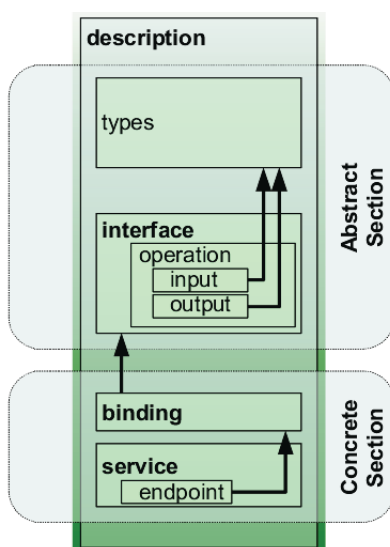 description
types
interface
operation
input
output
Abstract
Section
binding
service
endpoint
Concrete
Section